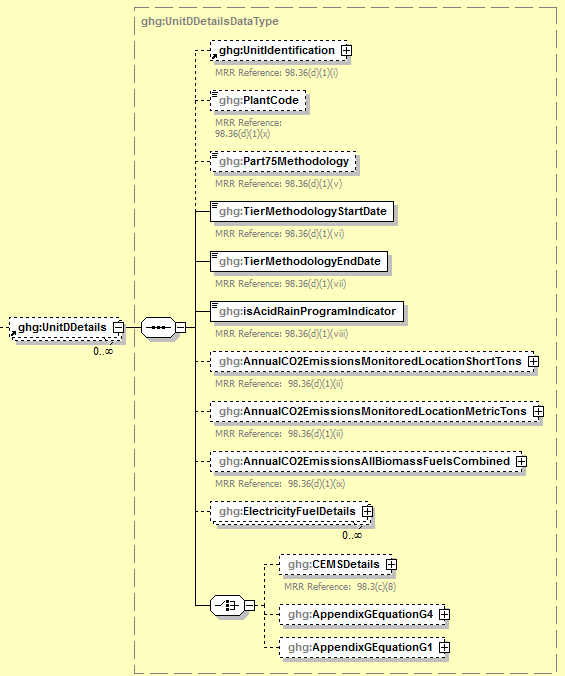 ghg:UnitDDetailsDataType
ghg:UnitIdentification
MRR Reference: 98.36(d)(1)(i)
ghg:PlantCode
MRR Reference:
98.36(d)(1)(x)
ghg:Part75Methodology
MRR Reference: 98.36(d)(1)(v)
ghg:TierMethodologyStartDate
MRR Reference: 98.36(d)(1)(vi)
ghg:TierMethodologyEndDate
MRR Reference: 98.36(d)(1)(vii)
ghg:isAcidRainProgramIndicator
MRR Reference: 98.36(d)(1)(viii)
ghg:UnitDDetails
0..∞
ghg:AnnualCO2EmissionsMonitoredLocationShortTons
MRR Reference: 98.36(d)(1)(ii)
ghg:AnnualCO2EmissionsMonitoredLocationMetricTons
MRR Reference: 98.36(d)(1)(ii)
ghg:AnnualCO2EmissionsAllBiomassFuelsCombined
MRR Reference: 98.36(d)(1)(ix)
ghg:ElectricityFuelDetails
0..∞
ghg:CEMSDetails
MRR Reference: 98.3(c)(8)
ghg:AppendixGEquationG4
ghg:AppendixGEquationG1